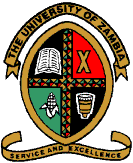 THE UNIVERSITY OF ZAMBIA
SERVICE AND EXCELLENCE